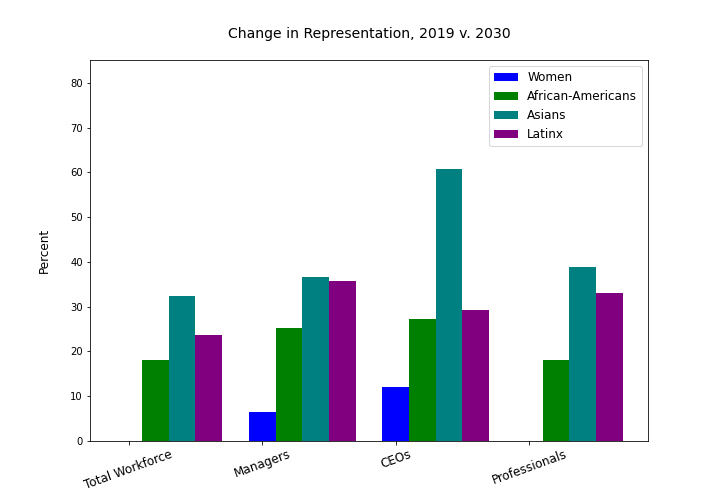 Change in Representation, 2019 v. 2030
Women
African-Americans
Asians
Latinx
Percent
80
70
60
50
40
30
20
10
0
Total Workforce
Managers
CEOs
Professionals